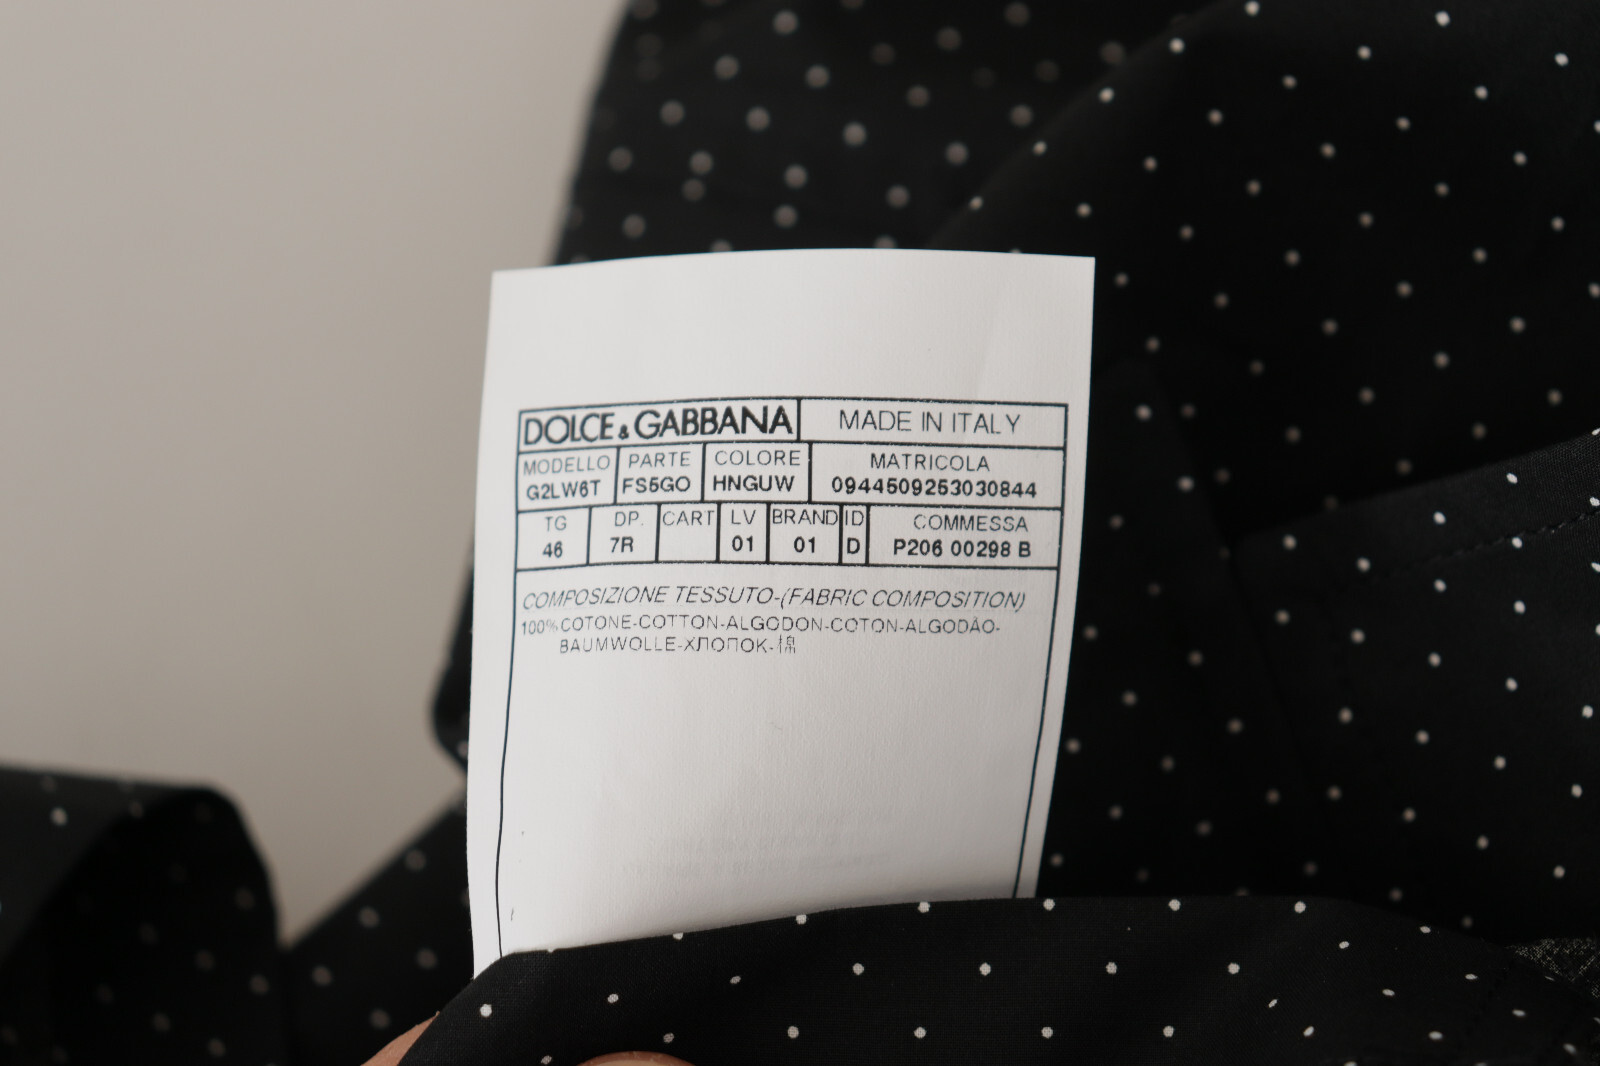 DOLCE & GABBANA MADE IN ITALY
MODELLO PARTE COLORE MATRICOLA
G2LW6T FS5GO HNGUW 0944509253030844
TG DP. CART LV BRAND ID COMMESSA
46 7R 01 01 D P206 00298 B
COMPOSIZIONE TESSUTO-(FABRIC COMPOSITION)
100% COTONE-COTTON-ALGODON-COTON-ALGODÃO-
BAUMWOLLE-ХЛОПОК-棉